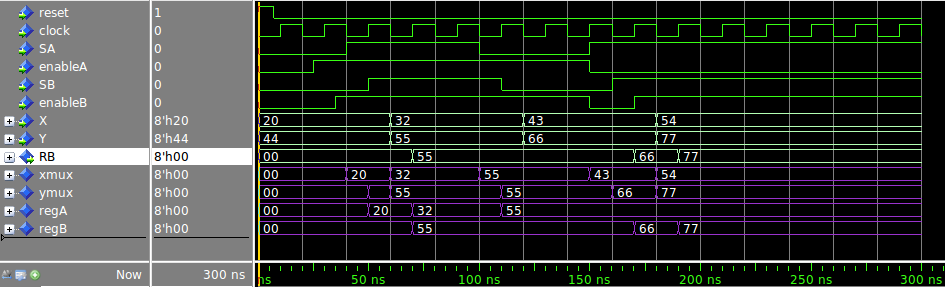 reset 1
clock 0
SA 0
enableA 0
SB 0
enableB 0
X 8'h20 20 32 43 54
Y 8'h44 44 55 66 77
RB 8'h00 00 55 66 77
xmux 8'h00 00 20 32 55 43 54
ymux 8'h00 00 55 55 66 77
regA 8'h00 00 20 32 55
regB 8'h00 00 55 66 77
Now 300 ns ns 50 ns 100 ns 150 ns 200 ns 250 ns 300 ns